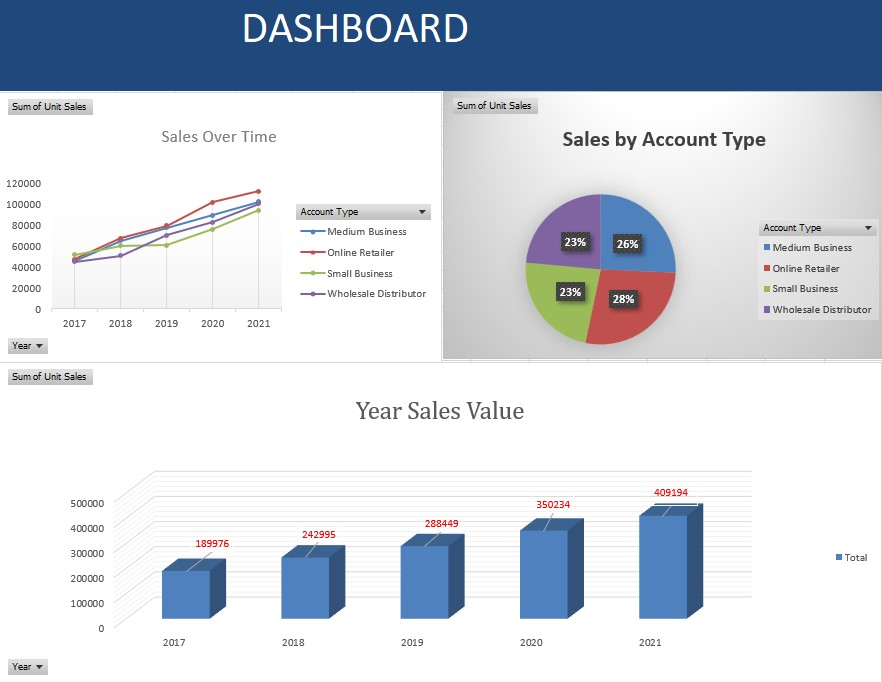 DASHBOARD
Sum of Unit Sales
Sales Over Time
120000
100000
80000
60000
40000
20000
0
2017 2018 2019 2020 2021
Account Type
Medium Business
Online Retailer
Small Business
Wholesale Distributor
Year
Sum of Unit Sales
Sales by Account Type
23% 26%
23% 28%
Account Type
Medium Business
Online Retailer
Small Business
Wholesale Distributor
Sum of Unit Sales
Year Sales Value
500000
400000
300000
200000
100000
0
189976
242995
288449
350234
409194
2017 2018 2019 2020 2021
Total
Year